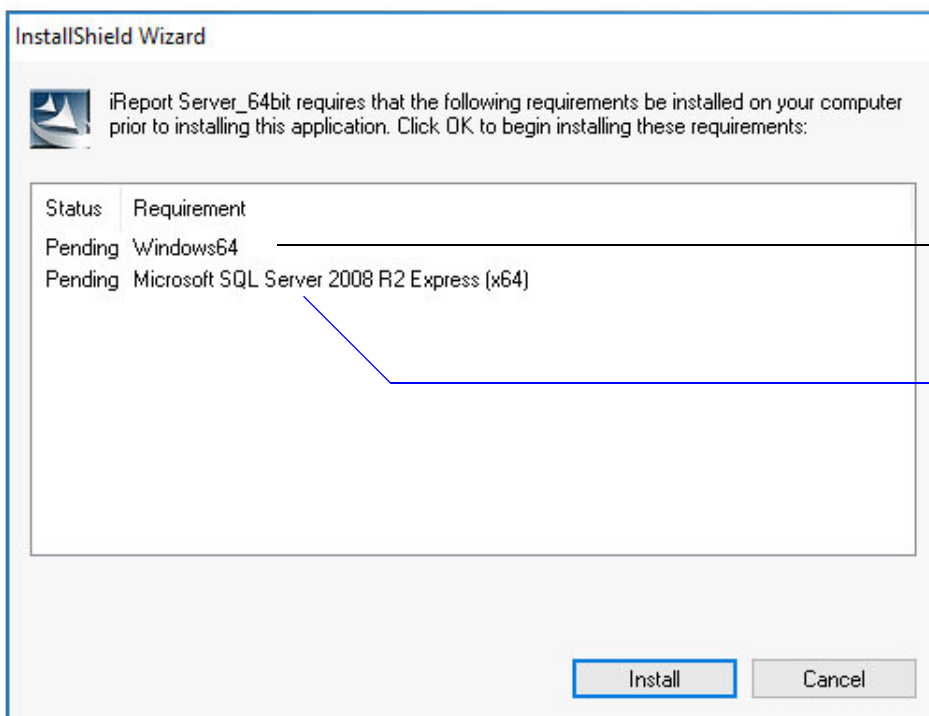 InstallShield Wizard
iReport Server_64bit requires that the following requirements be installed on your computer
prior to installing this application. Click OK to begin installing these requirements:
Status Requirement
Pending Windows64
Pending Microsoft SQL Server 2008 R2 Express (x64)
Install Cancel